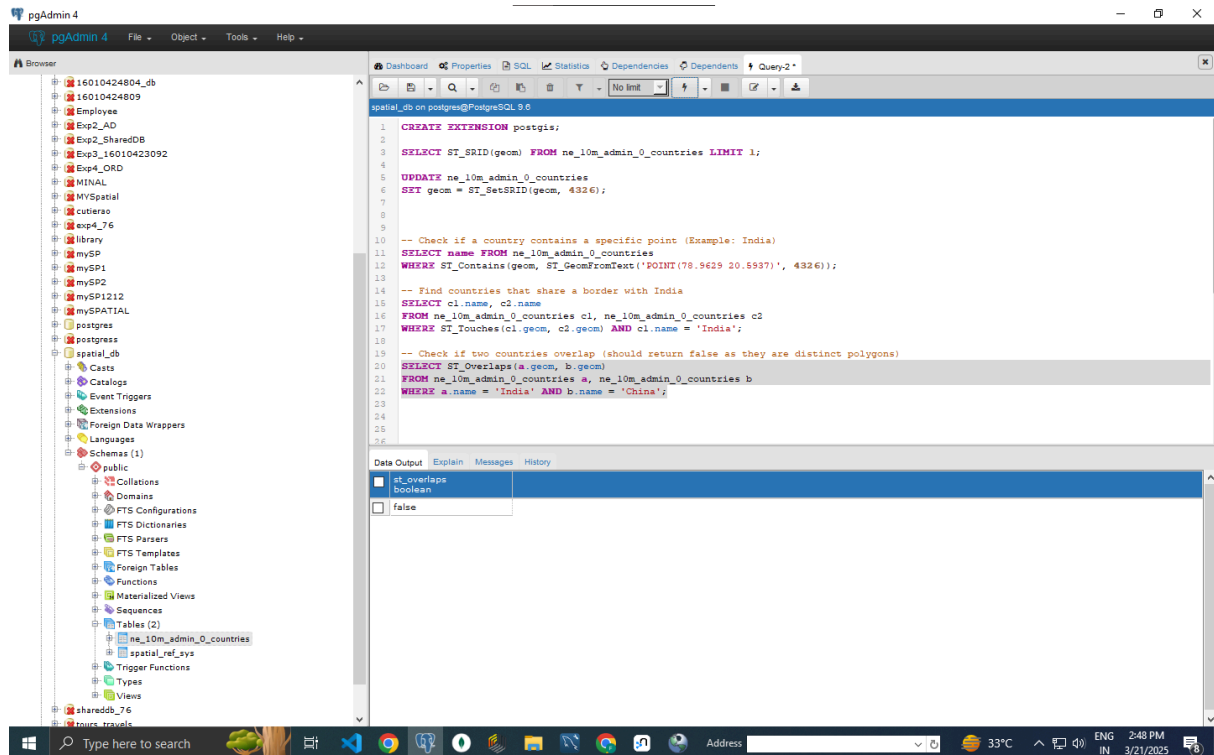 pgAdmin 4
pgAdmin 4 File Object Tools Help
Browser
16010424804_db
16010424809
Employee
Exp2_AD
Exp2_SharedDB
Exp3_16010423092
Exp4_ORD
MINAL
MYSpatial
cutierao
exp4_76
library
mySP
mySP1
mySP2
mySP1212
mySPATIAL
postgres
postgress
spatial_db
Casts
Catalogs
Event Triggers
Extensions
Foreign Data Wrappers
Languages
Schemas (1)
public
Collations
Domains
FTS Configurations
FTS Dictionaries
FTS Parsers
FTS Templates
Foreign Tables
Functions
Materialized Views
Sequences
Tables (2)
ne_10m_admin_0_countries
spatial_ref_sys
Trigger Functions
Types
Views
shareddb_76
tours_travels
Dashboard Properties SQL Statistics Dependencies Dependents Query-2 *
No limit
spatial_db on postgres@PostgreSQL 9.6
1 CREATE EXTENSION postgis;
2
3 SELECT ST_SRID(geom) FROM ne_10m_admin_0_countries LIMIT 1;
4
5 UPDATE ne_10m_admin_0_countries
6 SET geom = ST_SetSRID(geom, 4326);
7
8
9
10 -- Check if a country contains a specific point (Example: India)
11 SELECT name FROM ne_10m_admin_0_countries
12 WHERE ST_Contains(geom, ST_GeomFromText('POINT(78.9629 20.5937)', 4326));
13
14 -- Find countries that share a border with India
15 SELECT c1.name, c2.name
16 FROM ne_10m_admin_0_countries c1, ne_10m_admin_0_countries c2
17 WHERE ST_Touches(c1.geom, c2.geom) AND c1.name = 'India';
18
19 -- Check if two countries overlap (should return false as they are distinct polygons)
20 SELECT ST_Overlaps(a.geom, b.geom)
21 FROM ne_10m_admin_0_countries a, ne_10m_admin_0_countries b
22 WHERE a.name = 'India' AND b.name = 'China';
23
24
25
26
Data Output Explain Messages History
st_overlaps
boolean
false
Type here to search
Address
33°C
ENG
IN
2:48 PM
3/21/2025
8